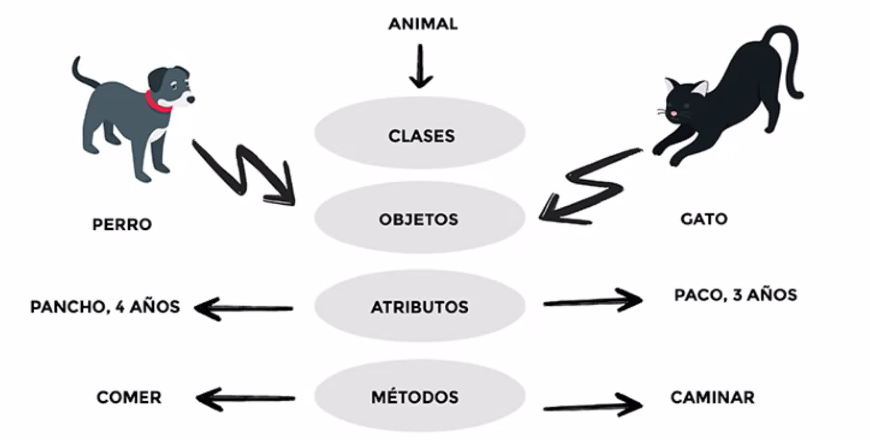 ANIMAL
CLASES
OBJETOS
PERRO
GATO
PANCHO, 4 AÑOS
ATRIBUTOS
PACO, 3 AÑOS
COMER
MÉTODOS
CAMINAR